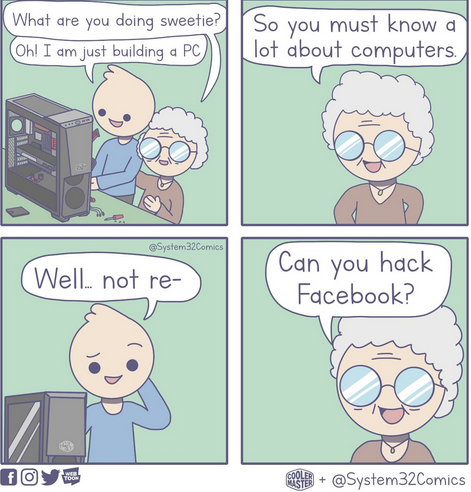 What are you doing sweetie?
Oh! I am just building a PC
So you must know a
lot about computers.
@System32Comics
Well... not re-
Can you hack
Facebook?
WEB
TOON
COOLER
MASTER
+ @System32Comics